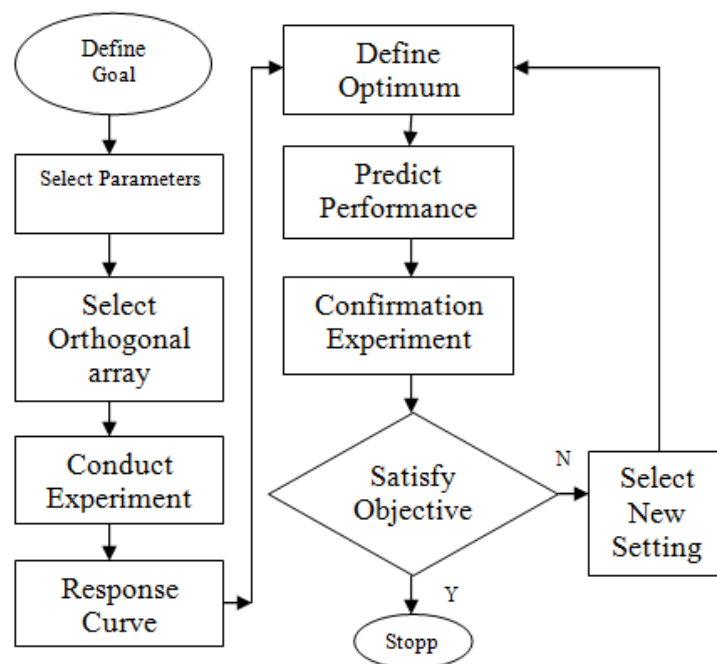 Define
Goal
Select Parameters
Select
Orthogonal
array
Conduct
Experiment
Response
Curve
Define
Optimum
Predict
Performance
Confirmation
Experiment
Satisfy
Objective
N
Select
New
Setting
Y
Stopp